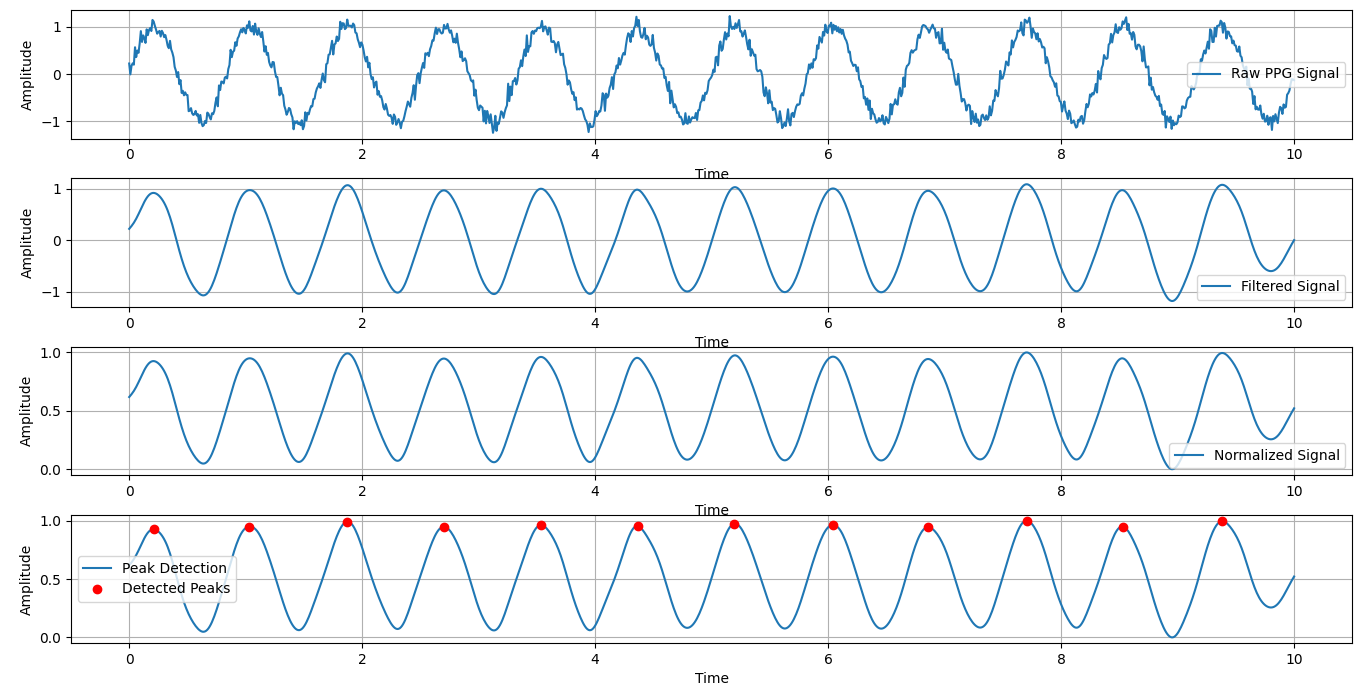 Amplitude
1
0
−1
Raw PPG Signal
0 2 4 6 8 10
Time
Amplitude
1
0
−1
Filtered Signal
0 2 4 6 8 10
Time
Amplitude
1.0
0.5
0.0
Normalized Signal
0 2 4 6 8 10
Time
Amplitude
1.0
0.5
0.0
Peak Detection
Detected Peaks
0 2 4 6 8 10
Time